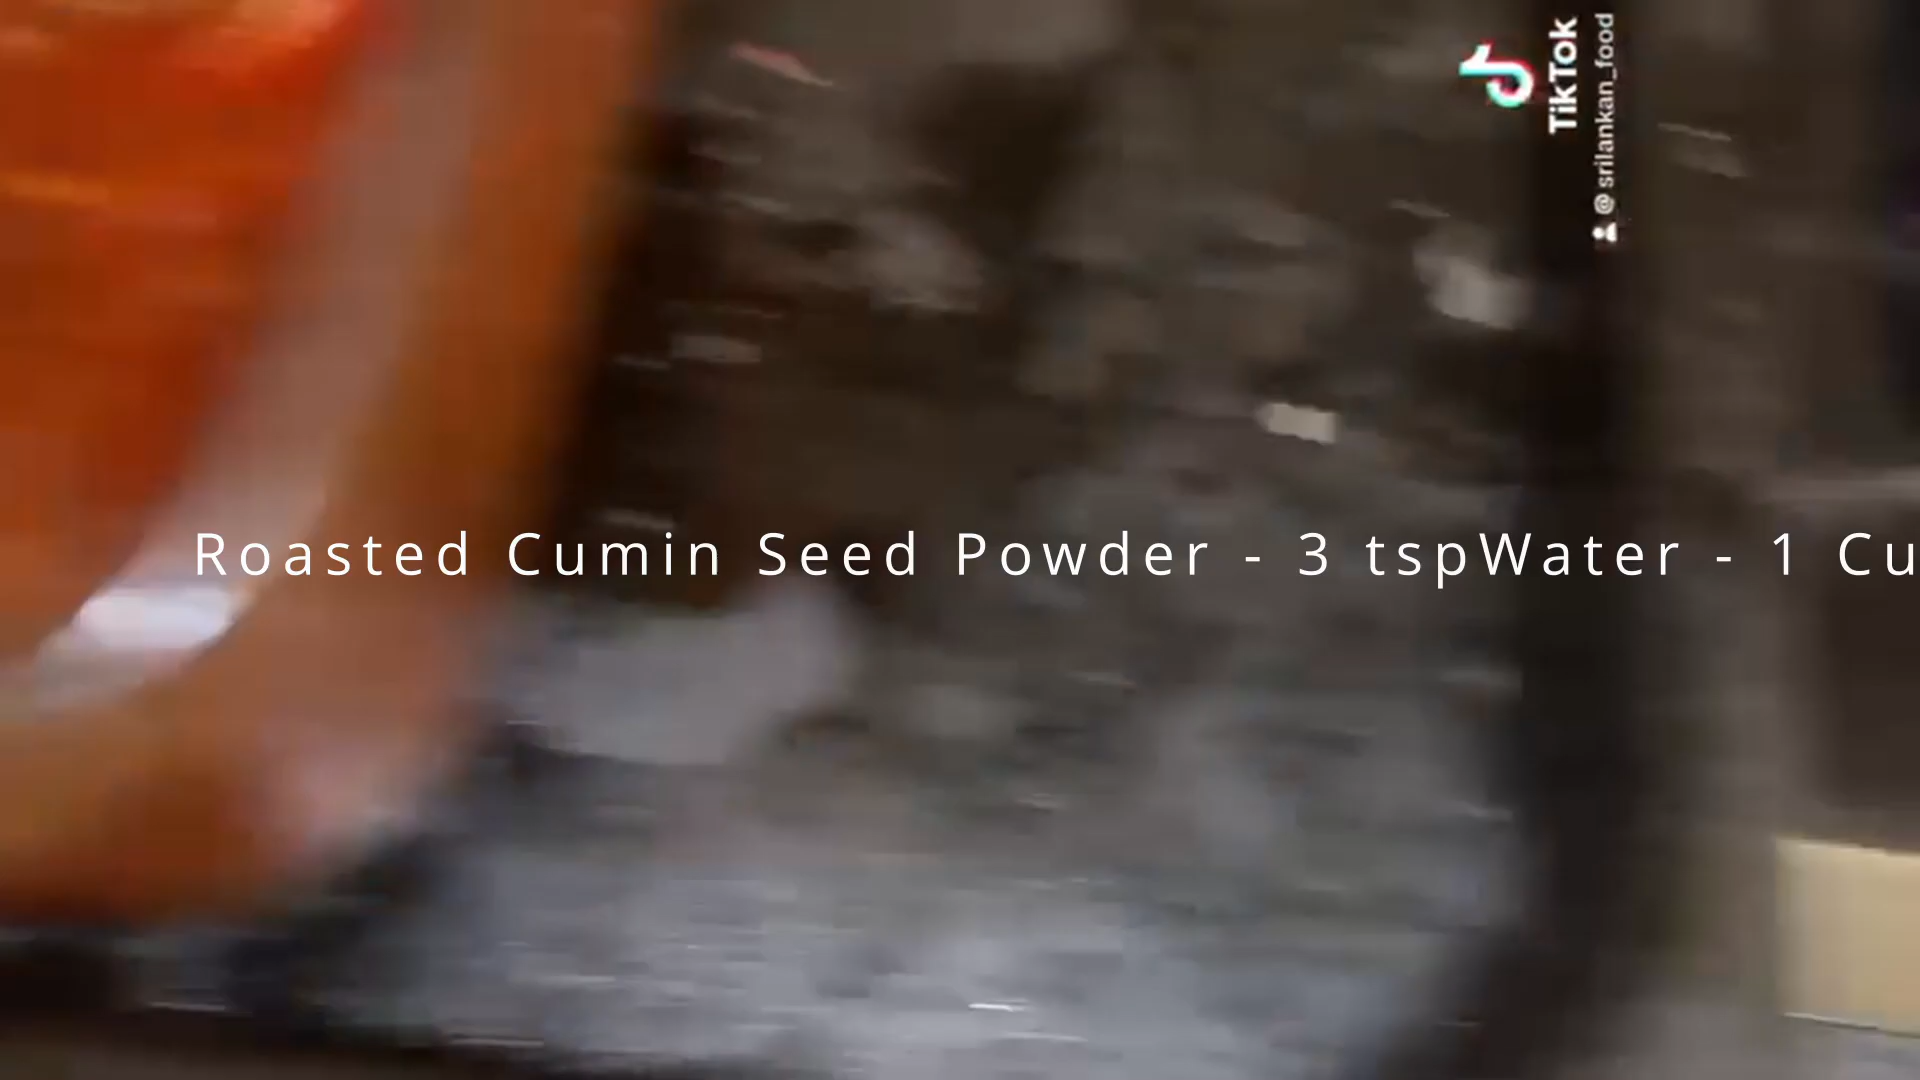 TikTok
@srilankan_food
Roasted Cumin Seed Powder - 3 tspWater - 1 Cu